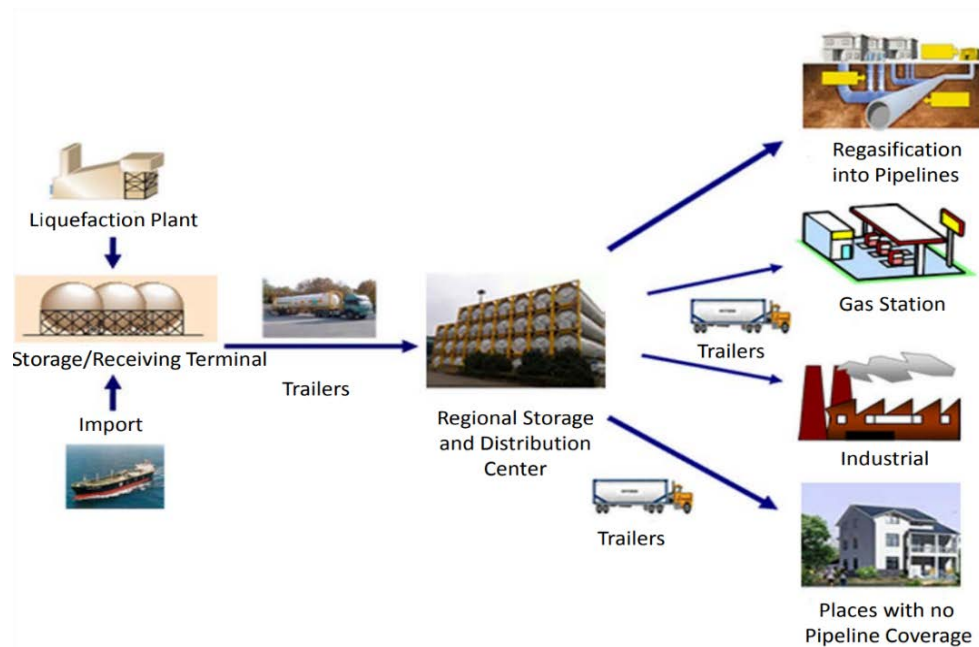 Liquefaction Plant
Storage/Receiving Terminal
Import
Trailers
Regional Storage
and Distribution
Center
Regasification
into Pipelines
Gas Station
Trailers
Industrial
Trailers
Places with no
Pipeline Coverage